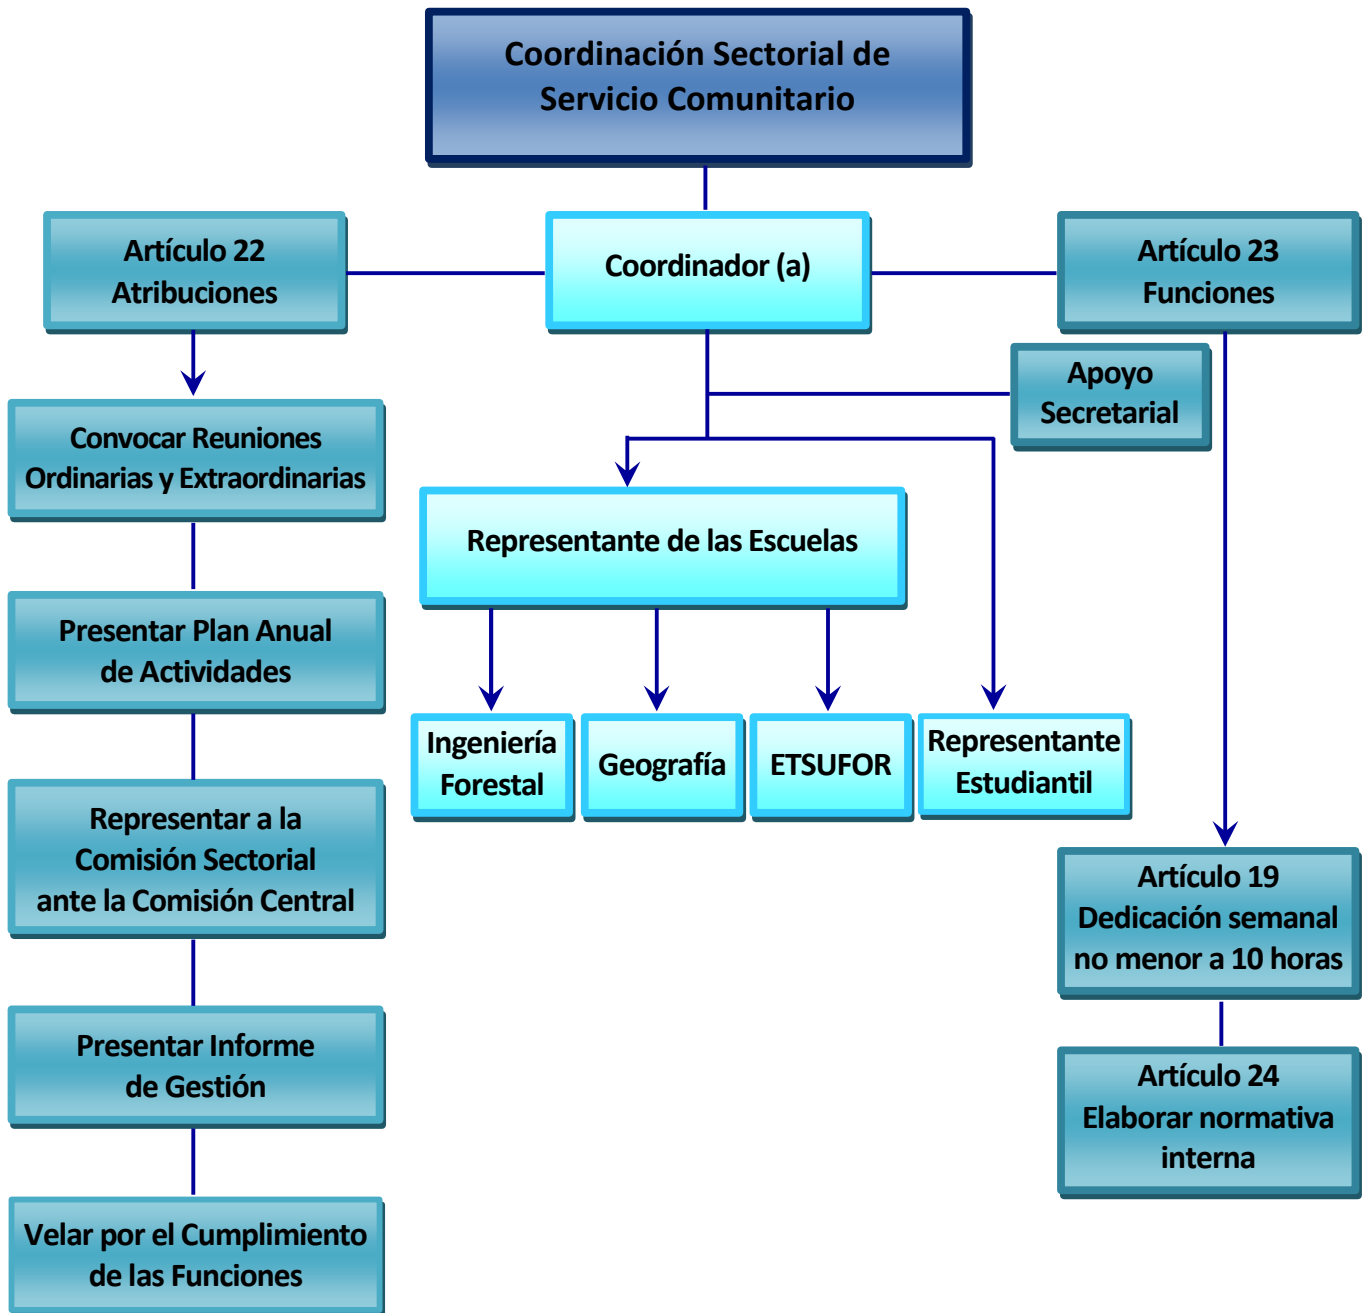 Coordinación Sectorial de
Servicio Comunitario
Artículo 22
Atribuciones
Coordinador (a)
Artículo 23
Funciones
Apoyo
Secretarial
Convocar Reuniones
Ordinarias y Extraordinarias
Representante de las Escuelas
Presentar Plan Anual
de Actividades
Ingeniería
Forestal
Geografía
ETSUFOR
Representante
Estudiantil
Representar a la
Comisión Sectorial
ante la Comisión Central
Artículo 19
Dedicación semanal
no menor a 10 horas
Presentar Informe
de Gestión
Artículo 24
Elaborar normativa
interna
Velar por el Cumplimiento
de las Funciones